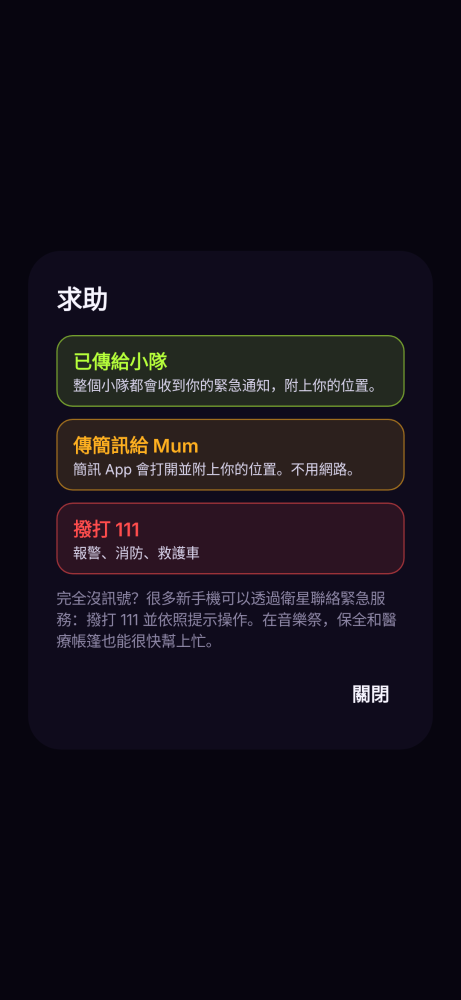 求助
已傳給小隊
整個小隊都會收到你的緊急通知，附上你的位置。
傳簡訊給 Mum
簡訊 App 會打開並附上你的位置。不用網路。
撥打 111
報警、消防、救護車
完全沒訊號？很多新手機可以透過衛星聯絡緊急服
務：撥打 111 並依照提示操作。在音樂祭，保全和醫
療帳篷也能很快幫上忙。
關閉